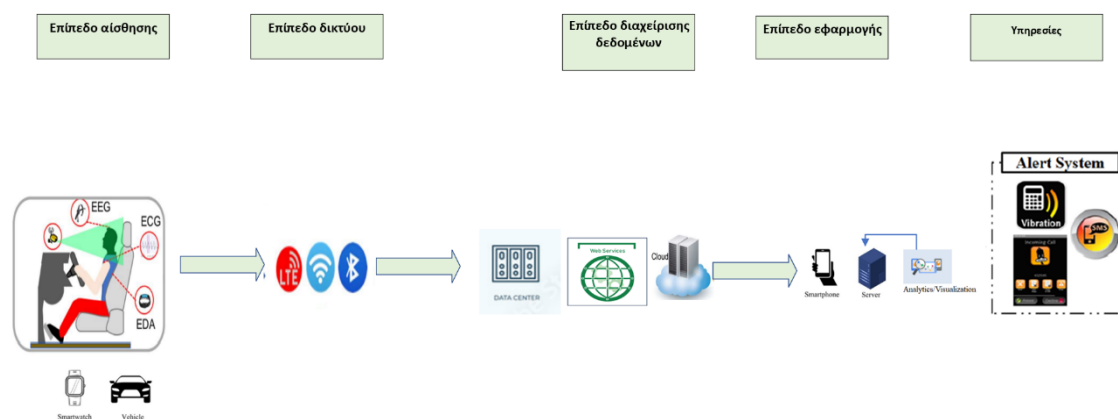 Επίπεδο αίσθησης
Επίπεδο δικτύου
Επίπεδο διαχείρισης
δεδομένων
Επίπεδο εφαρμογής
Υπηρεσίες
Alert System
EEG
ECG
EDA
LTE
DATA CENTER
Web Services
Cloud
Smartphone
Server
Analytics/Visualization
Vibration
SMS
Incoming Call
Smartwatch
Vehicle